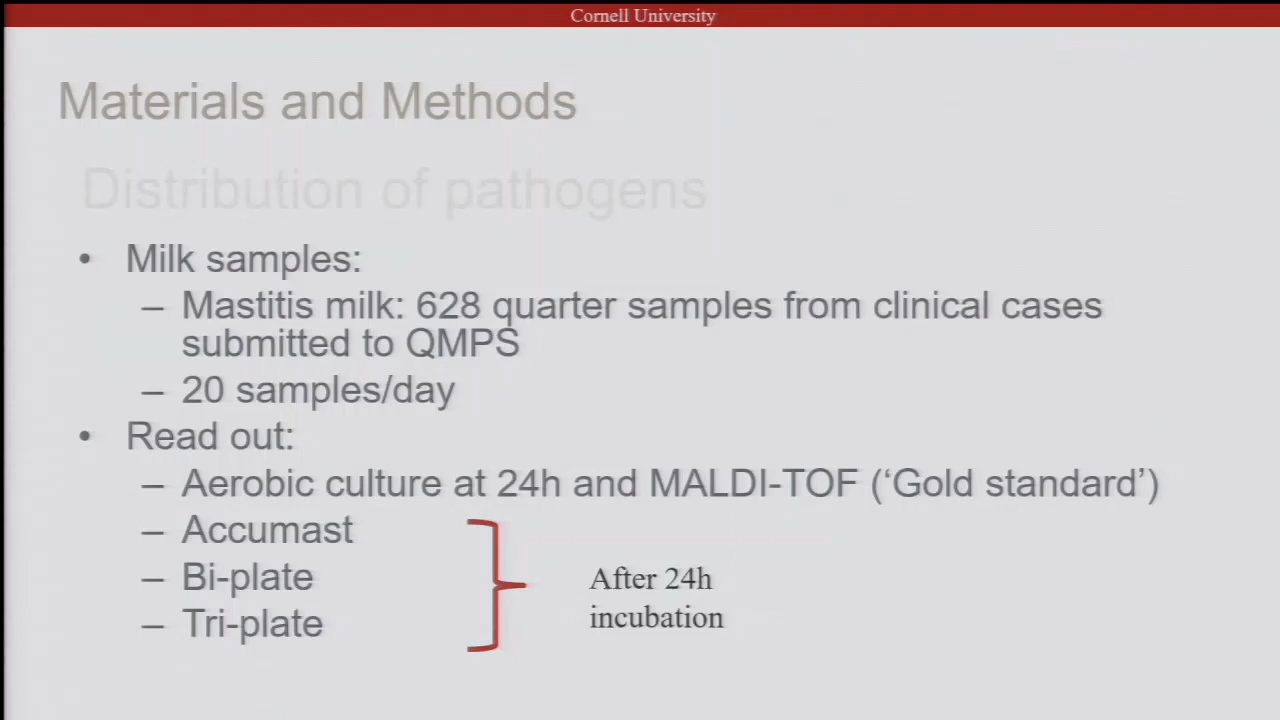 Cornell University
Materials and Methods
Distribution of pathogens
• Milk samples:
– Mastitis milk: 628 quarter samples from clinical cases
submitted to QMPS
– 20 samples/day
• Read out:
– Aerobic culture at 24h and MALDI-TOF (‘Gold standard’)
– Accumast
– Bi-plate
– Tri-plate
After 24h
incubation